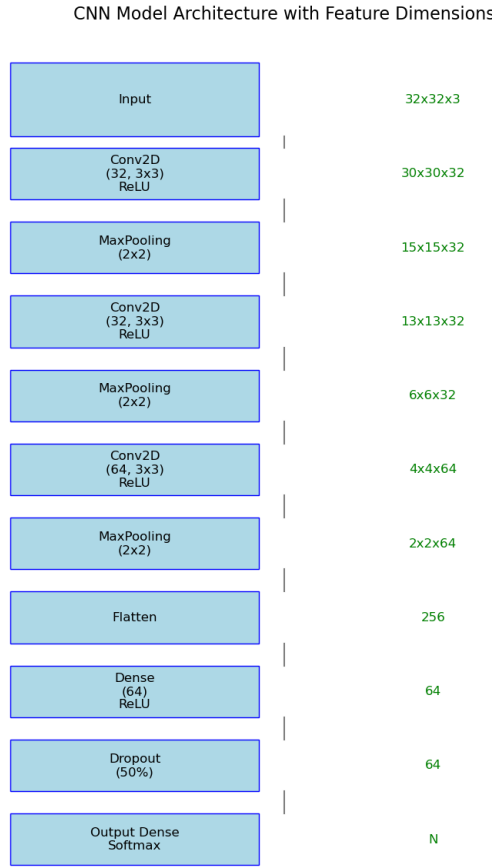 CNN Model Architecture with Feature Dimensions
Input
32x32x3
Conv2D
(32, 3x3)
ReLU
30x30x32
MaxPooling
(2x2)
15x15x32
Conv2D
(32, 3x3)
ReLU
13x13x32
MaxPooling
(2x2)
6x6x32
Conv2D
(64, 3x3)
ReLU
4x4x64
MaxPooling
(2x2)
2x2x64
Flatten
256
Dense
(64)
ReLU
64
Dropout
(50%)
64
Output Dense
Softmax
N